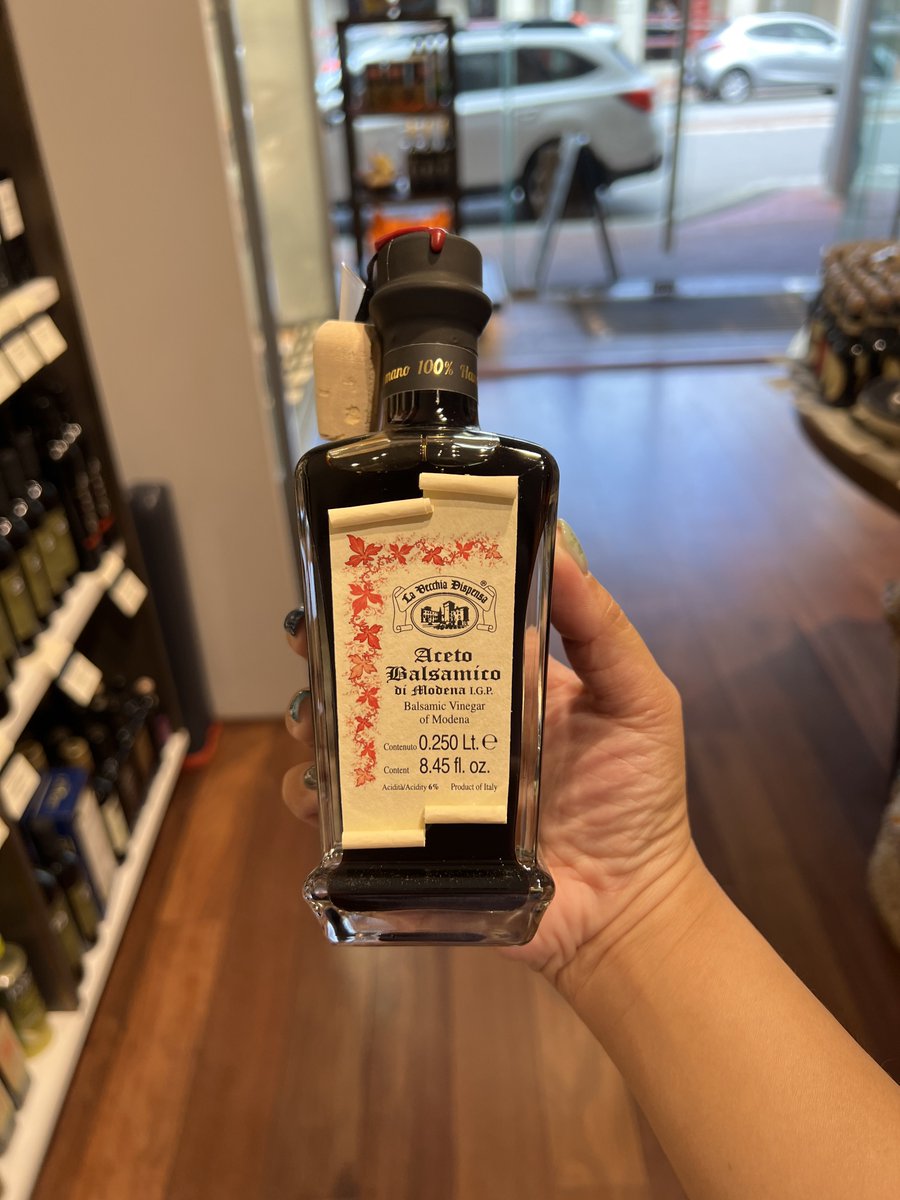 100%
La Vecchia Dispensa ®
Aceto
Balsamico
di Modena I.G.P.
Balsamic Vinegar
of Modena
Contenuto 0.250 Lt. ℮
Content 8.45 fl. oz.
Acidità/Acidity 6% Product of Italy